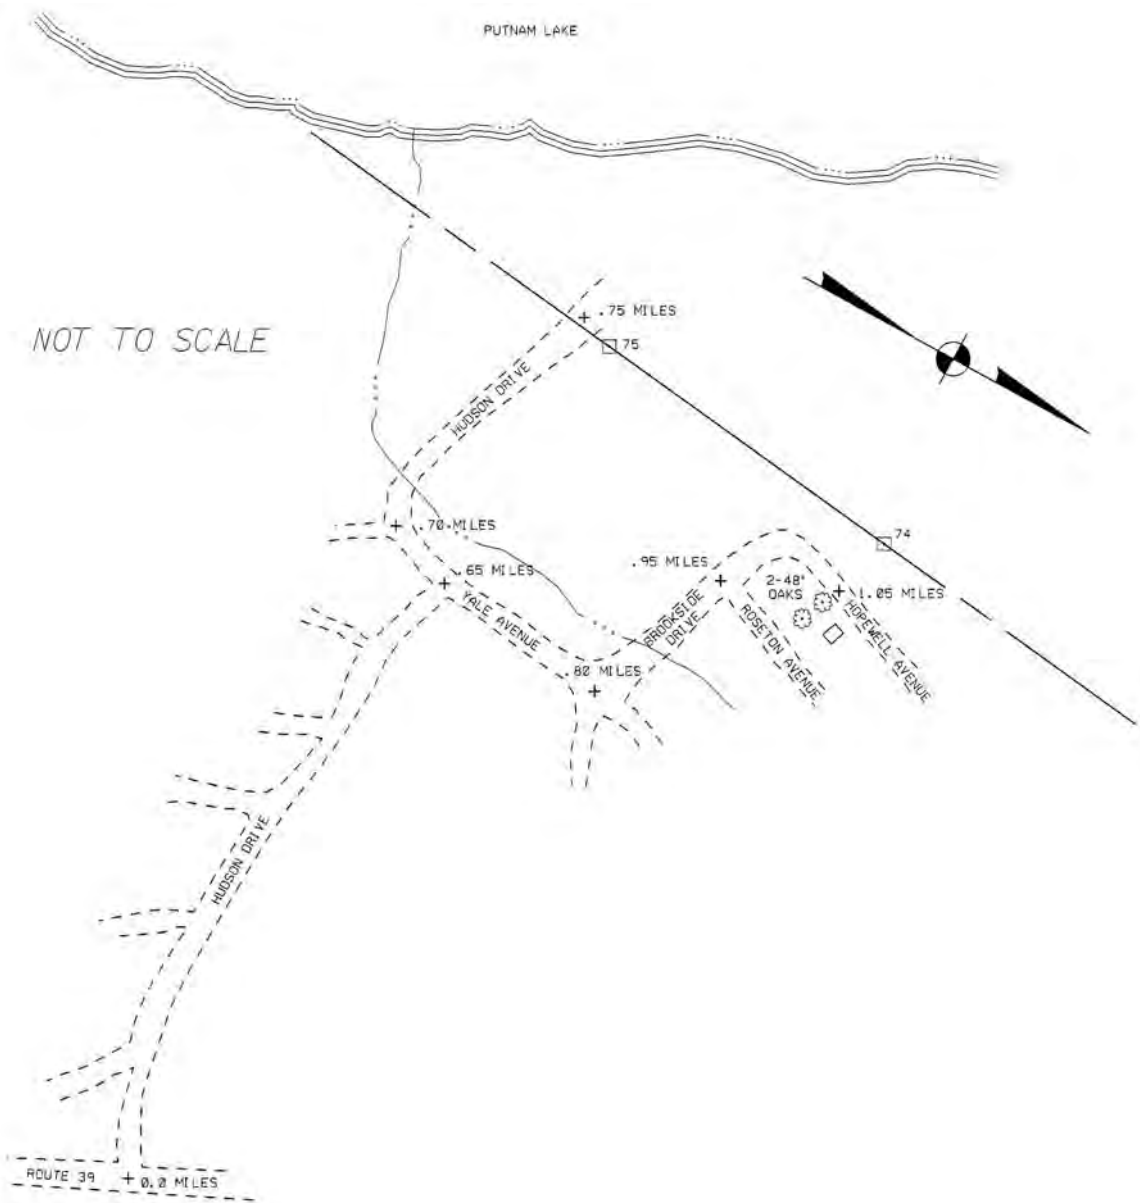 PUTNAM LAKE
.75 MILES
75
NOT TO SCALE
HUDSON DRIVE
.70 MILES
74
.65 MILES
.95 MILES
2-48"
OAKS
1.05 MILES
YALE AVENUE
BROOKSIDE
DRIVE
ROSETON AVENUE
HOPEWELL AVENUE
.80 MILES
HUDSON DRIVE
ROUTE 39
0.0 MILES